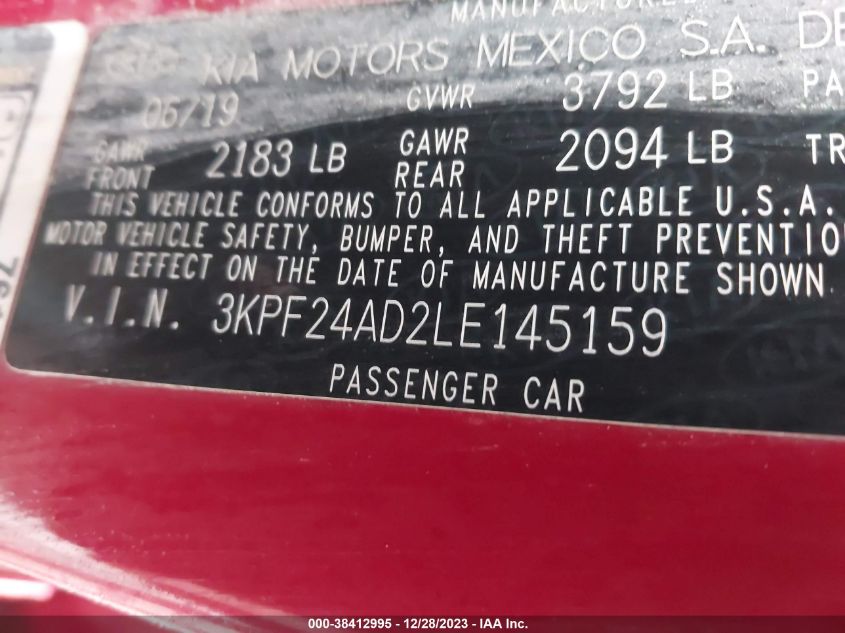 MANUFACTURED
KIA MOTORS MEXICO S.A. DE
06/19 GVWR 3792 LB PA
GAWR FRONT 2183 LB GAWR REAR 2094 LB TR
THIS VEHICLE CONFORMS TO ALL APPLICABLE U.S.A.
MOTOR VEHICLE SAFETY, BUMPER, AND THEFT PREVENTIO
IN EFFECT ON THE DATE OF MANUFACTURE SHOWN
V.I.N. 3KPF24AD2LE145159
PASSENGER CAR
000-38412995 - 12/28/2023 - IAA Inc.